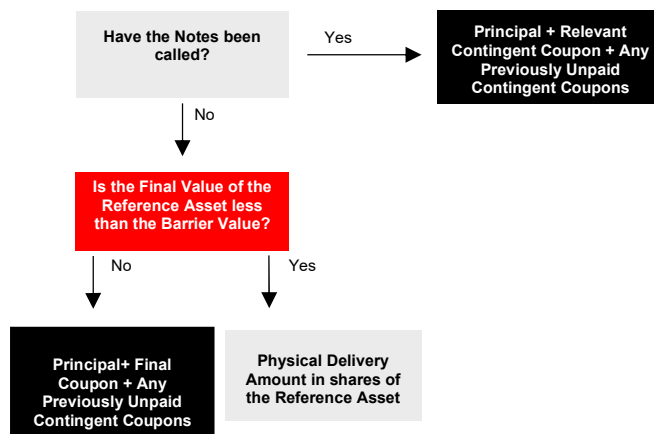 Have the Notes been
called?
Yes
Principal + Relevant
Contingent Coupon + Any
Previously Unpaid
Contingent Coupons
No
Is the Final Value of the
Reference Asset less
than the Barrier Value?
No
Yes
Principal+ Final
Coupon + Any
Previously Unpaid
Contingent Coupons
Physical Delivery
Amount in shares of
the Reference Asset